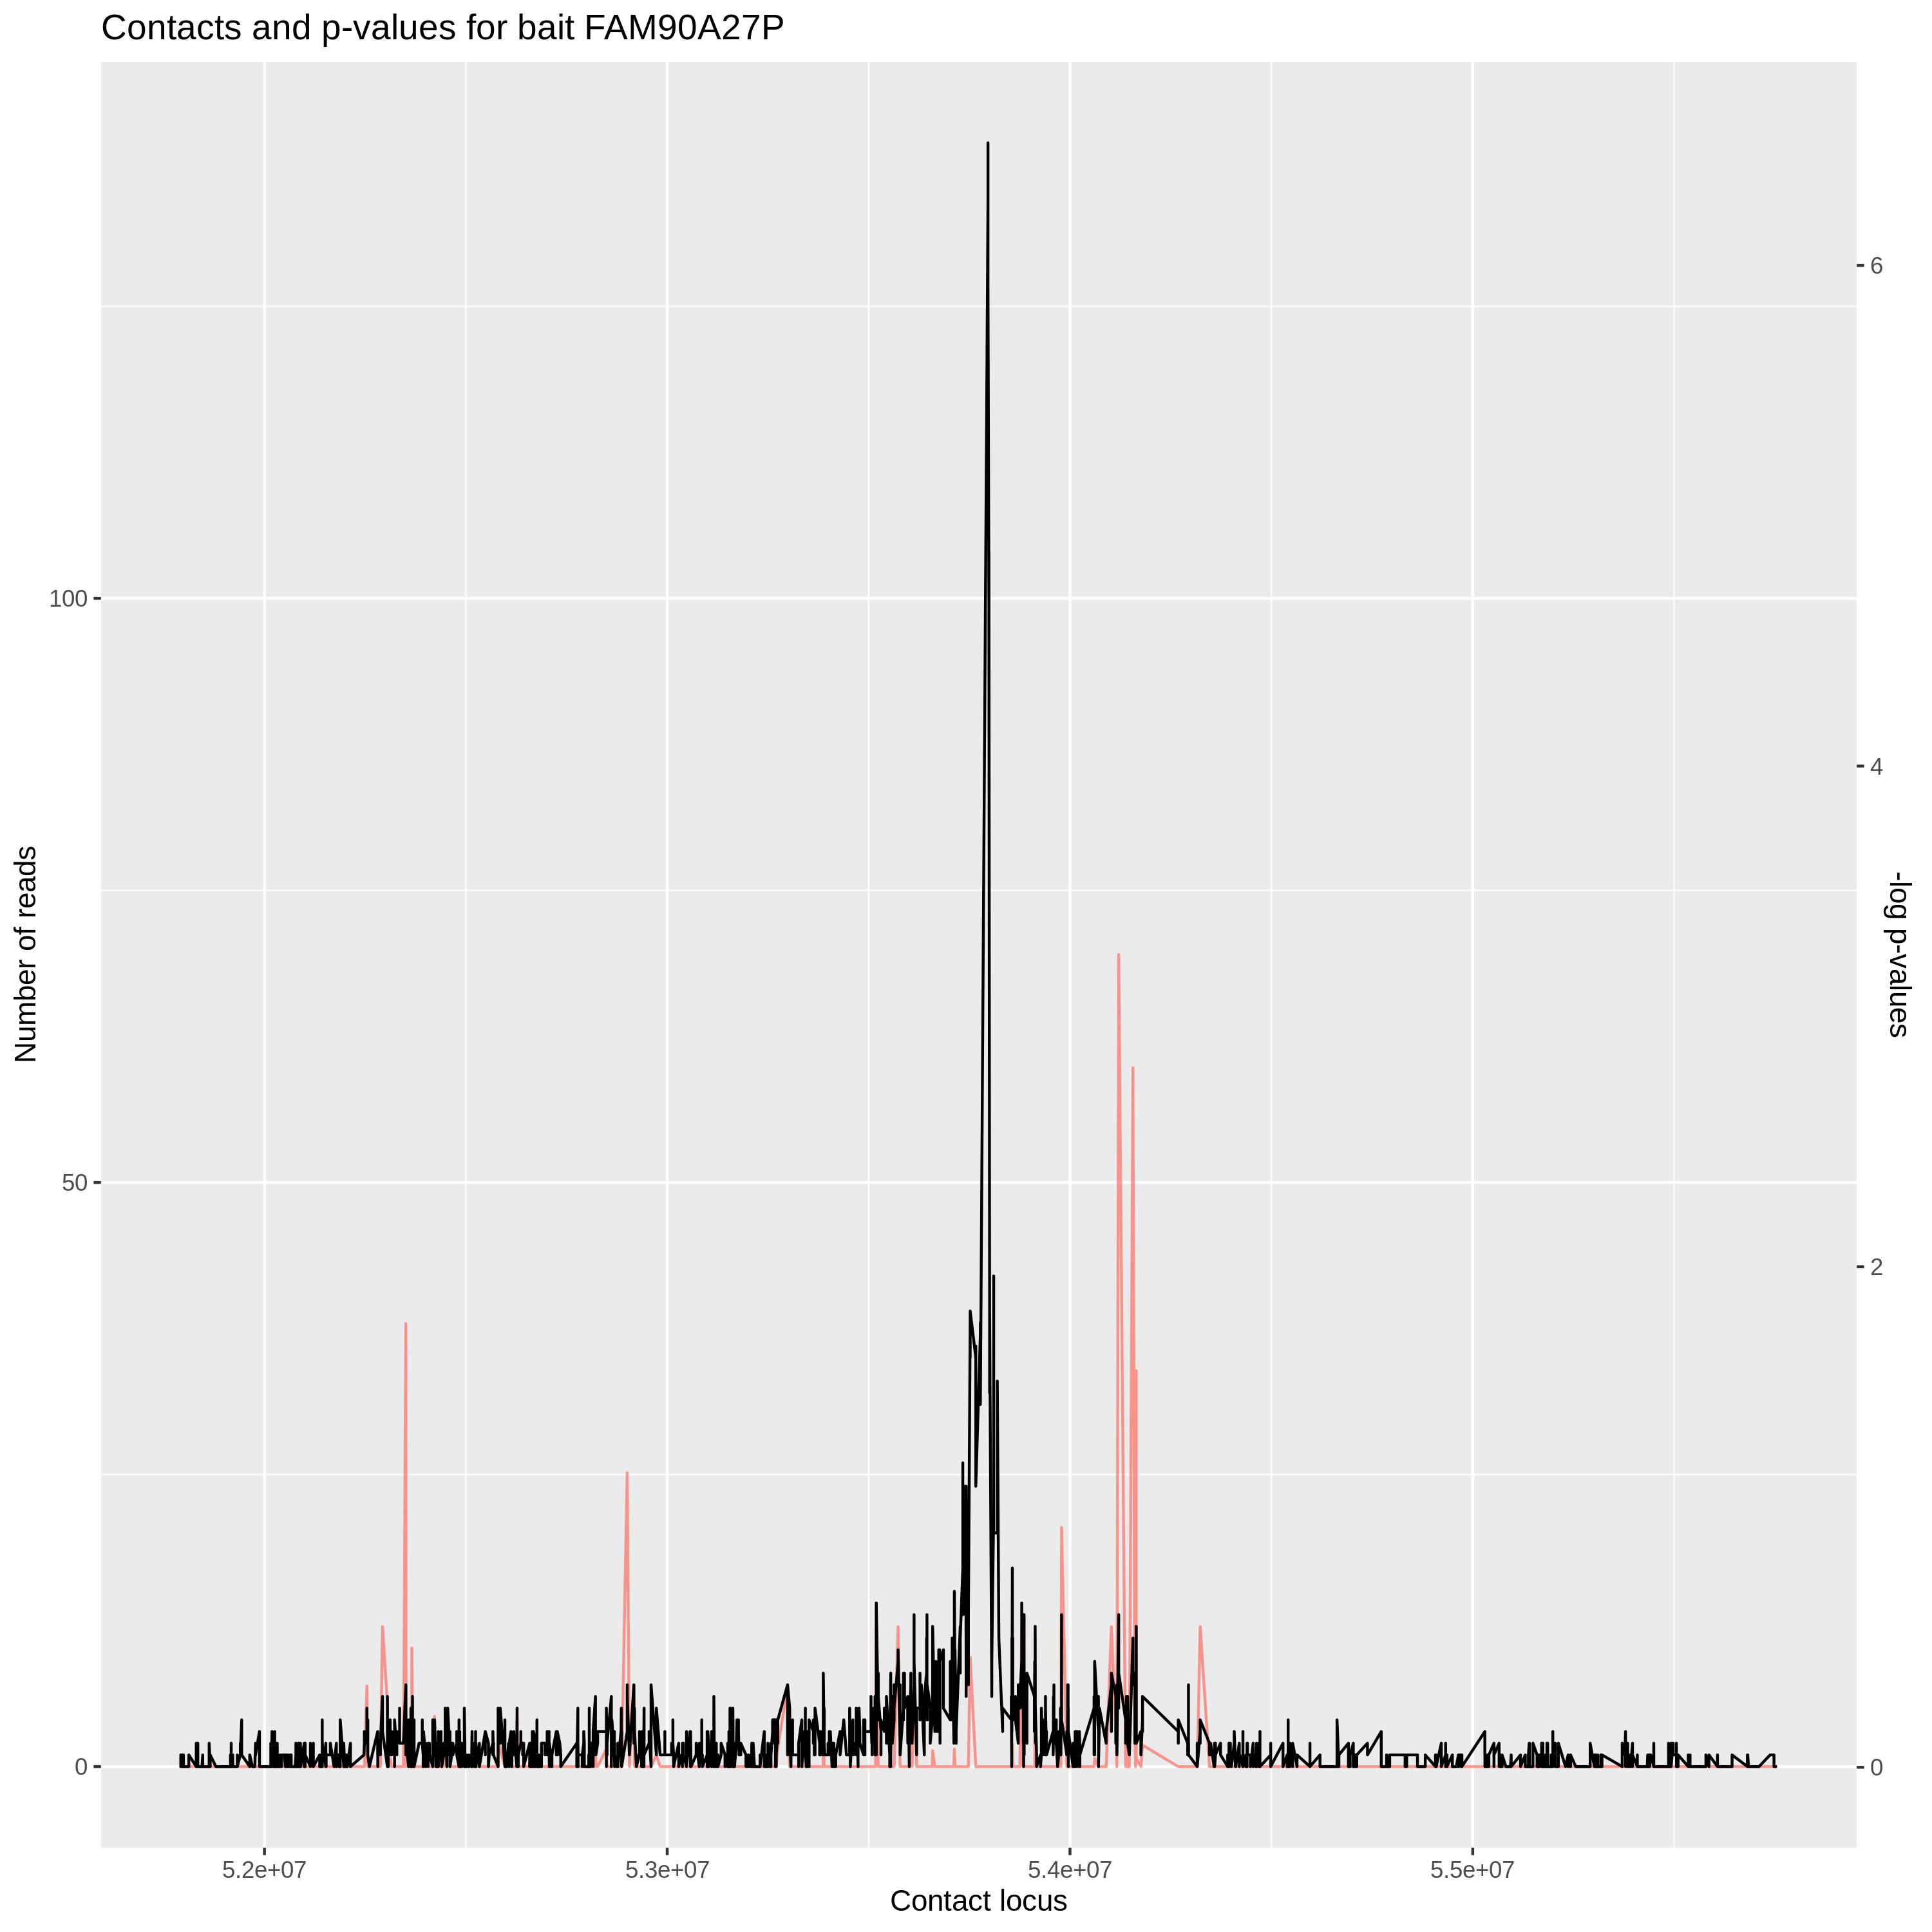 Contacts and p-values for bait FAM90A27P
Number of reads
100
50
0
6
4
2
0
-log p-values
5.2e+07
5.3e+07
5.4e+07
5.5e+07
Contact locus